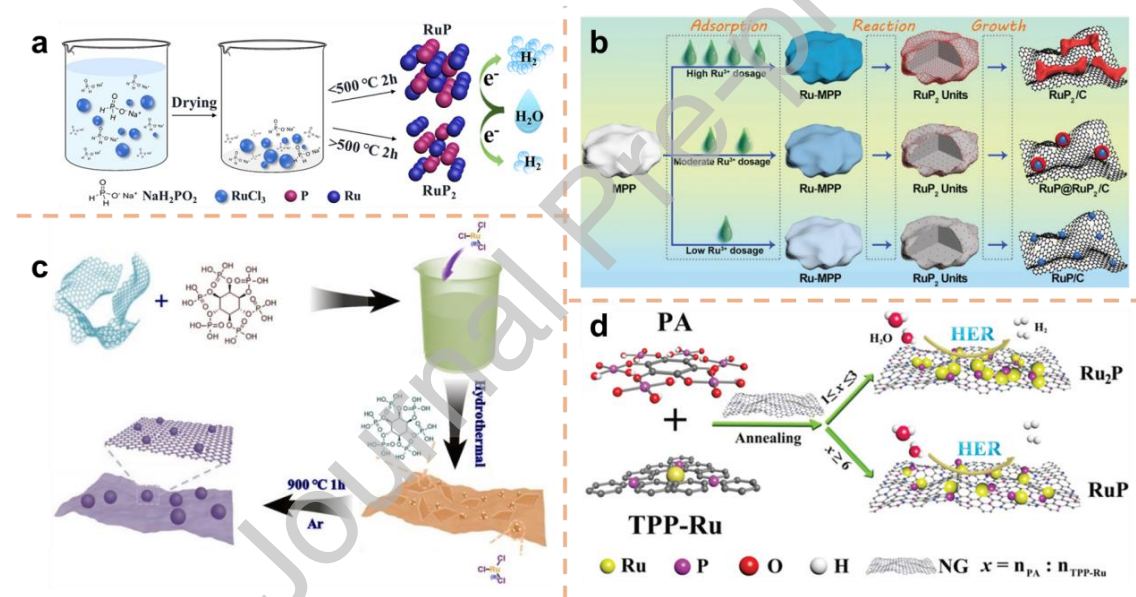 a
Drying
<500 ℃ 2h
>500 ℃ 2h
RuP
RuP2
e-
e-
H2
H2O
H2
NaH2PO2
RuCl3
P
Ru
b
Adsorption
Reaction
Growth
High Ru3+ dosage
Ru-MPP
RuP2 Units
RuP2/C
MPP
Moderate Ru3+ dosage
Ru-MPP
RuP2 Units
RuP@RuP2/C
Low Ru3+ dosage
Ru-MPP
RuP2 Units
RuP/C
c
+
Hydrothermal
900 ℃ 1h
Ar
d
PA
+
TPP-Ru
Annealing
1≤x≤3
x≥6
H2O
HER
H2
Ru2P
HER
RuP
Ru
P
O
H
NG
x = nPA : nTPP-Ru
Journal Pre-p